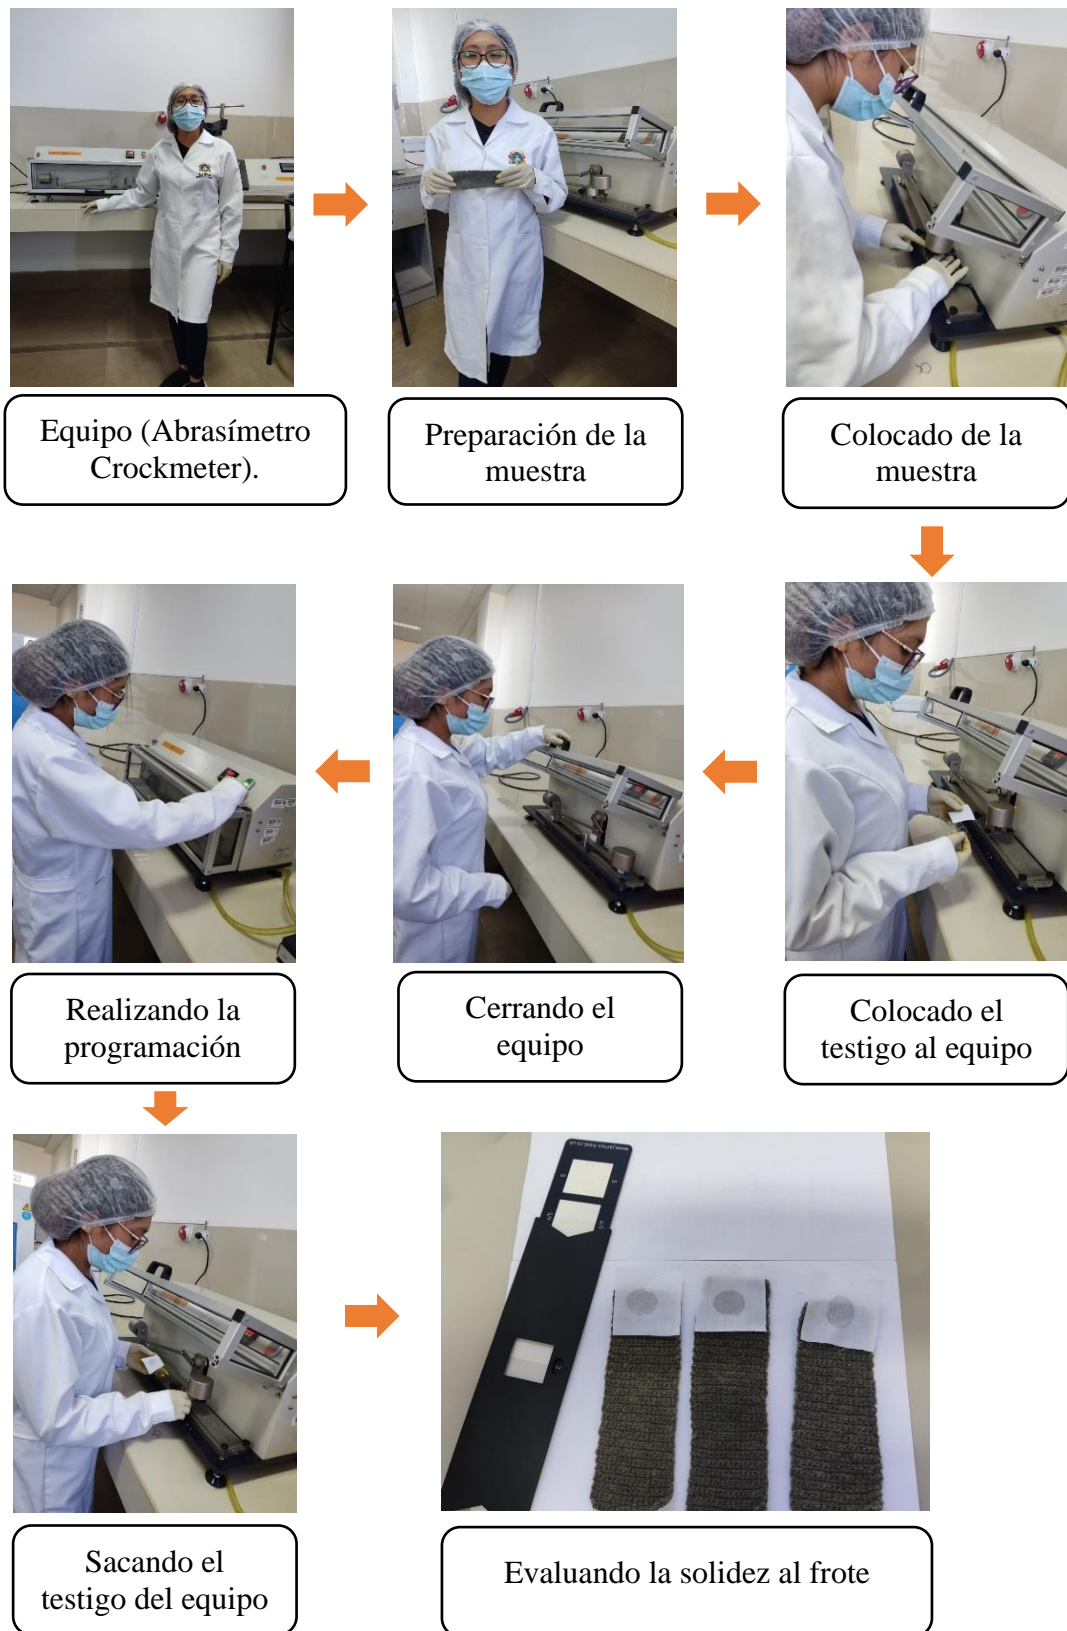 Equipo (Abrasímetro
Crockmeter).
Preparación de la
muestra
Colocado de la
muestra
Colocado el
testigo al equipo
Cerrando el
equipo
Realizando la
programación
Sacando el
testigo del equipo
Evaluando la solidez al frote